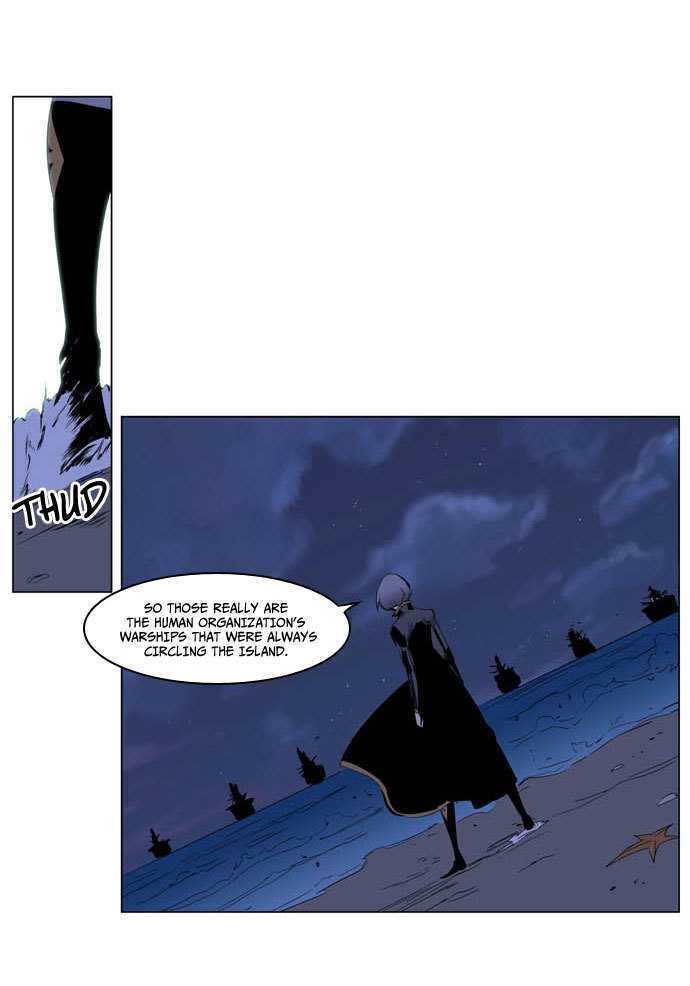 THUD
SO THOSE REALLY ARE
THE HUMAN ORGANIZATION'S
WARSHIPS THAT WERE ALWAYS
CIRCLING THE ISLAND.